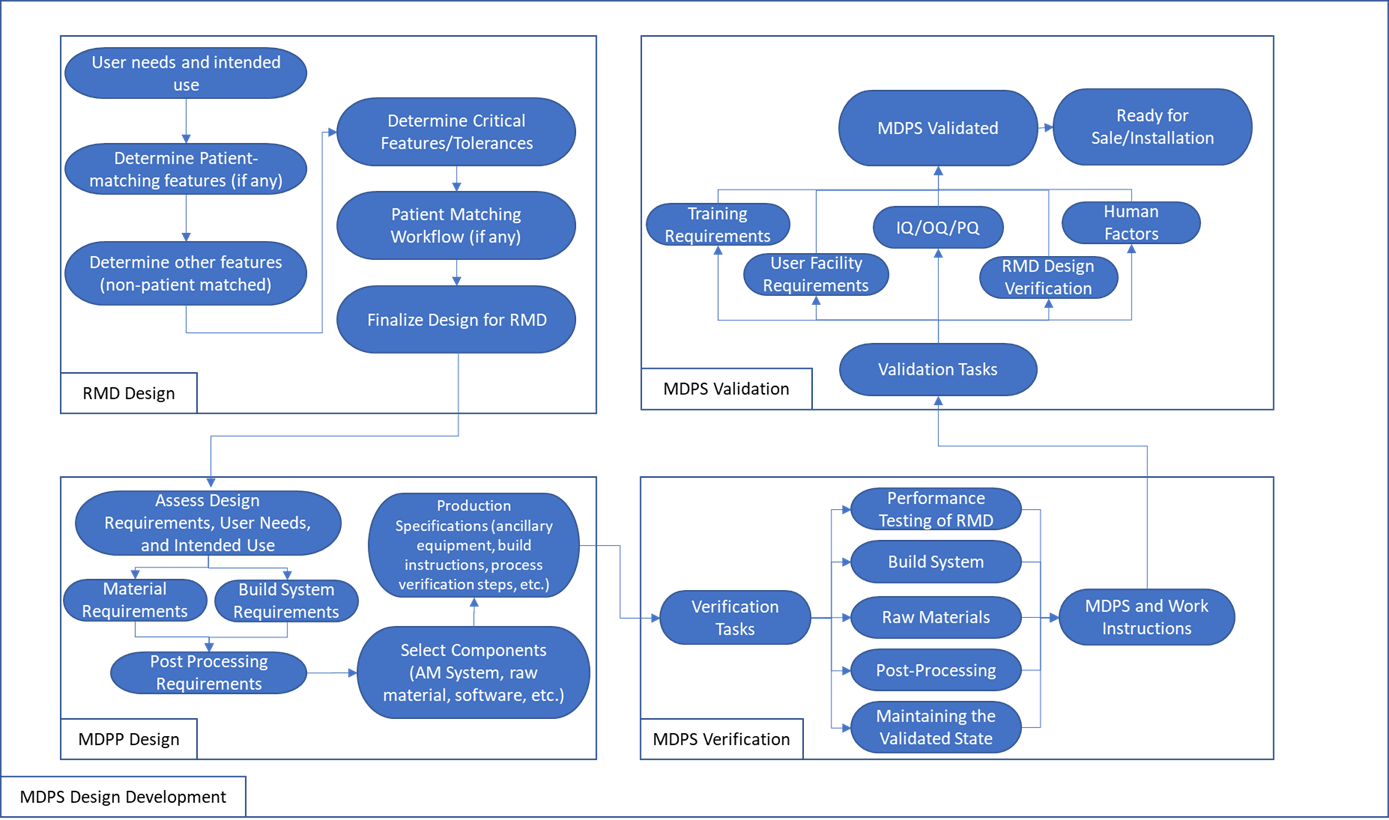 User needs and intended
use
Determine Patient-
matching features (if any)
Determine other features
(non-patient matched)
Determine Critical
Features/Tolerances
Patient Matching
Workflow (if any)
Finalize Design for RMD
RMD Design
MDPS Validated
Ready for
Sale/Installation
Training
Requirements
User Facility
Requirements
IQ/OQ/PQ
RMD Design
Verification
Human
Factors
Validation Tasks
MDPS Validation
Assess Design
Requirements, User Needs,
and Intended Use
Material
Requirements
Build System
Requirements
Post Processing
Requirements
Select Components
(AM System, raw
material, software, etc.)
Production
Specifications (ancillary
equipment, build
instructions, process
verification steps, etc.)
MDPP Design
Verification
Tasks
Performance
Testing of RMD
Build System
Raw Materials
Post-Processing
Maintaining the
Validated State
MDPS and Work
Instructions
MDPS Verification
MDPS Design Development